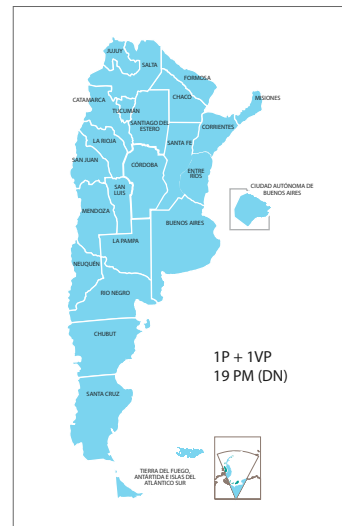 JUJUY
SALTA
FORMOSA
CATAMARCA
CHACO
MISIONES
TUCUMÁN
SANTIAGO DEL
ESTERO
CORRIENTES
LA RIOJA
SANTA FE
SAN JUAN
CÓRDOBA
ENTRE
RÍOS
SAN
LUIS
CIUDAD AUTÓNOMA DE
BUENOS AIRES
MENDOZA
BUENOS AIRES
LA PAMPA
NEUQUÉN
RIO NEGRO
CHUBUT
1P + 1VP
19 PM (DN)
SANTA CRUZ
TIERRA DEL FUEGO,
ANTÁRTIDA E ISLAS DEL
ATLÁNTICO SUR